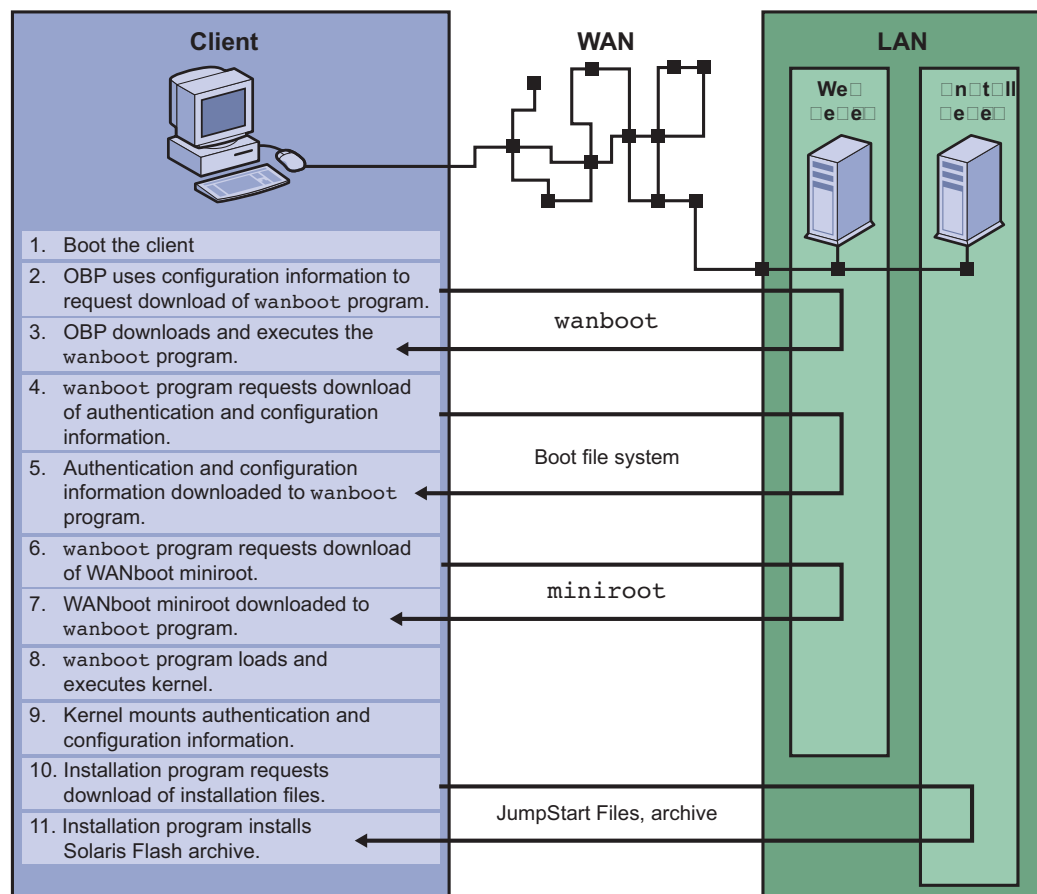 Client
WAN
LAN
1. Boot the client
2. OBP uses configuration information to
request download of wanboot program.
3. OBP downloads and executes the
wanboot program.
4. wanboot program requests download
of authentication and configuration
information.
5. Authentication and configuration
information downloaded to wanboot
program.
6. wanboot program requests download
of WANboot miniroot.
7. WANboot miniroot downloaded to
wanboot program.
8. wanboot program loads and
executes kernel.
9. Kernel mounts authentication and
configuration information.
10. Installation program requests
download of installation files.
11. Installation program installs
Solaris Flash archive.
wanboot
Boot file system
miniroot
JumpStart Files, archive